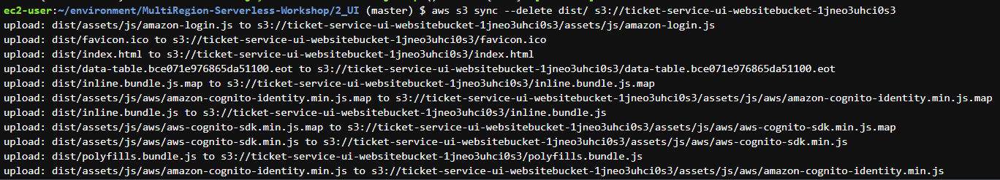 ec2-user:~/environment/MultiRegion-Serverless-Workshop/2_UI (master) $ aws s3 sync --delete dist/ s3://ticket-service-ui-websitebucket-1jneo3uhci0s3
upload: dist/assets/js/amazon-login.js to s3://ticket-service-ui-websitebucket-1jneo3uhci0s3/assets/js/amazon-login.js
upload: dist/favicon.ico to s3://ticket-service-ui-websitebucket-1jneo3uhci0s3/favicon.ico
upload: dist/index.html to s3://ticket-service-ui-websitebucket-1jneo3uhci0s3/index.html
upload: dist/data-table.bce071e976865da51100.eot to s3://ticket-service-ui-websitebucket-1jneo3uhci0s3/data-table.bce071e976865da51100.eot
upload: dist/inline.bundle.js.map to s3://ticket-service-ui-websitebucket-1jneo3uhci0s3/inline.bundle.js.map
upload: dist/assets/js/aws/amazon-cognito-identity.min.js.map to s3://ticket-service-ui-websitebucket-1jneo3uhci0s3/assets/js/aws/amazon-cognito-identity.min.js.map
upload: dist/inline.bundle.js to s3://ticket-service-ui-websitebucket-1jneo3uhci0s3/inline.bundle.js
upload: dist/assets/js/aws/aws-cognito-sdk.min.js.map to s3://ticket-service-ui-websitebucket-1jneo3uhci0s3/assets/js/aws/aws-cognito-sdk.min.js.map
upload: dist/assets/js/aws/aws-cognito-sdk.min.js to s3://ticket-service-ui-websitebucket-1jneo3uhci0s3/assets/js/aws/aws-cognito-sdk.min.js
upload: dist/polyfills.bundle.js to s3://ticket-service-ui-websitebucket-1jneo3uhci0s3/polyfills.bundle.js
upload: dist/assets/js/aws/amazon-cognito-identity.min.js to s3://ticket-service-ui-websitebucket-1jneo3uhci0s3/assets/js/aws/amazon-cognito-identity.min.js